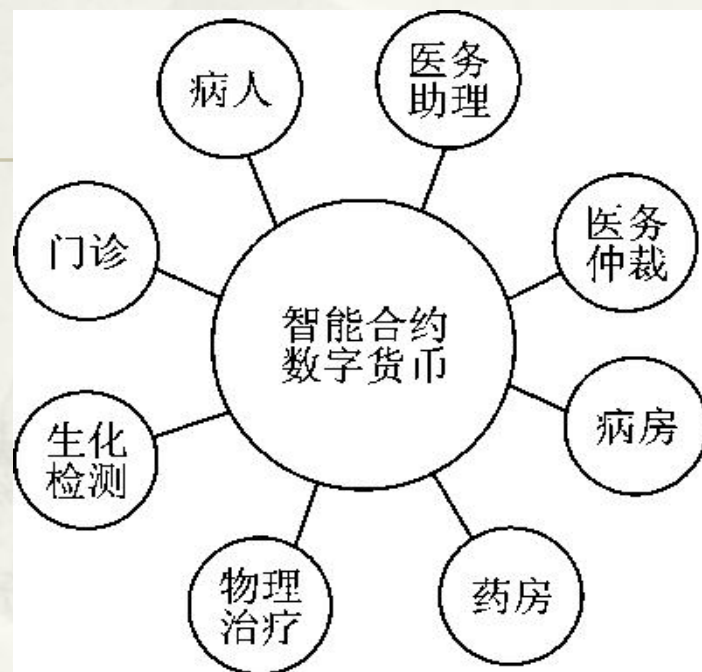 病人
医务
助理
门诊
医务
仲裁
智能合约
数字货币
病房
生化
检测
物理
治疗
药房